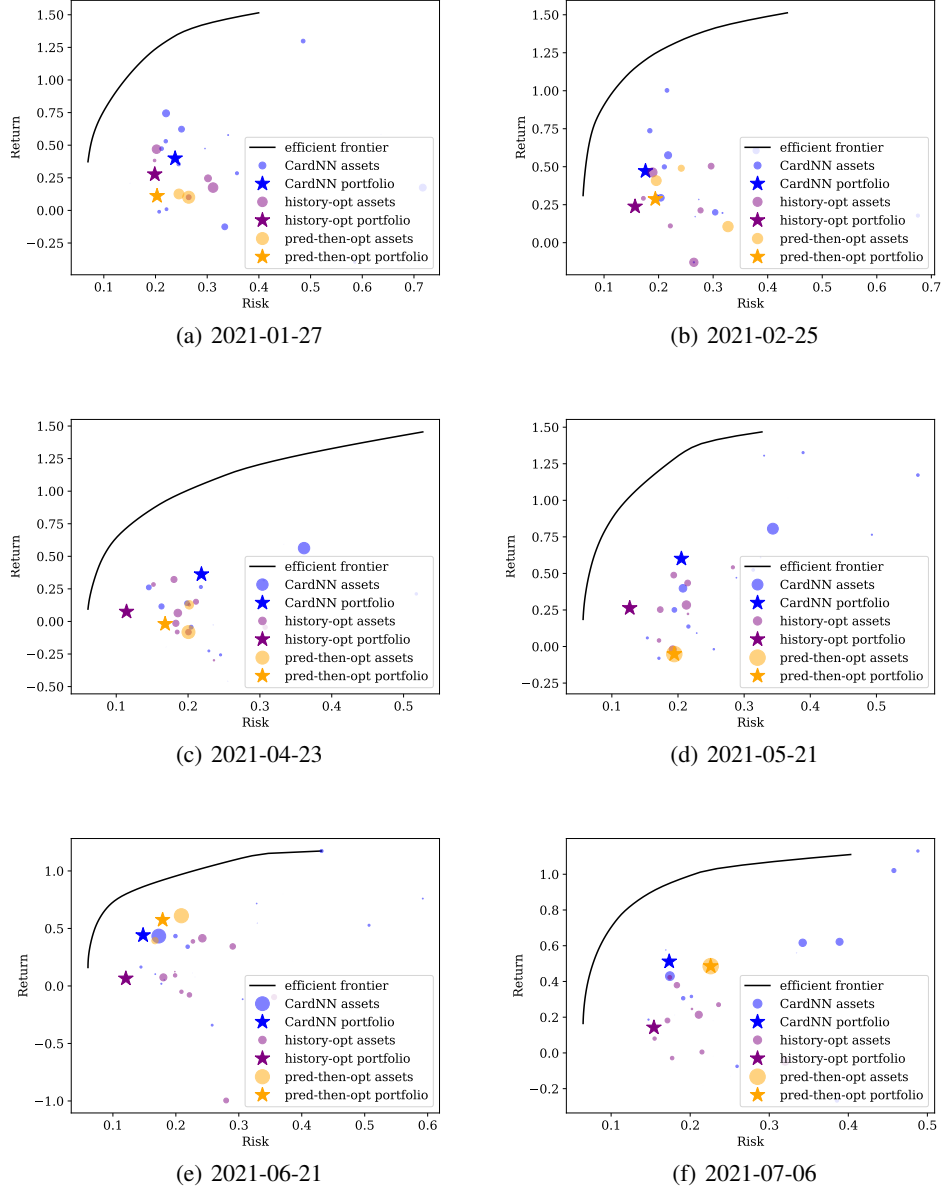 1.50
1.25
1.00
0.75
0.50
0.25
0.00
−0.25
Return
efficient frontier
CardNN assets
CardNN portfolio
history-opt assets
history-opt portfolio
pred-then-opt assets
pred-then-opt portfolio
0.1 0.2 0.3 0.4 0.5 0.6 0.7
Risk
(a) 2021-01-27
1.50
1.25
1.00
0.75
0.50
0.25
0.00
Return
efficient frontier
CardNN assets
CardNN portfolio
history-opt assets
history-opt portfolio
pred-then-opt assets
pred-then-opt portfolio
0.1 0.2 0.3 0.4 0.5 0.6 0.7
Risk
(b) 2021-02-25
1.50
1.25
1.00
0.75
0.50
0.25
0.00
−0.25
−0.50
Return
efficient frontier
CardNN assets
CardNN portfolio
history-opt assets
history-opt portfolio
pred-then-opt assets
pred-then-opt portfolio
0.1 0.2 0.3 0.4 0.5
Risk
(c) 2021-04-23
1.50
1.25
1.00
0.75
0.50
0.25
0.00
−0.25
Return
efficient frontier
CardNN assets
CardNN portfolio
history-opt assets
history-opt portfolio
pred-then-opt assets
pred-then-opt portfolio
0.1 0.2 0.3 0.4 0.5
Risk
(d) 2021-05-21
1.0
0.5
0.0
−0.5
−1.0
Return
efficient frontier
CardNN assets
CardNN portfolio
history-opt assets
history-opt portfolio
pred-then-opt assets
pred-then-opt portfolio
0.1 0.2 0.3 0.4 0.5 0.6
Risk
(e) 2021-06-21
1.0
0.8
0.6
0.4
0.2
0.0
−0.2
Return
efficient frontier
CardNN assets
CardNN portfolio
history-opt assets
history-opt portfolio
pred-then-opt assets
pred-then-opt portfolio
0.1 0.2 0.3 0.4 0.5
Risk
(f) 2021-07-06